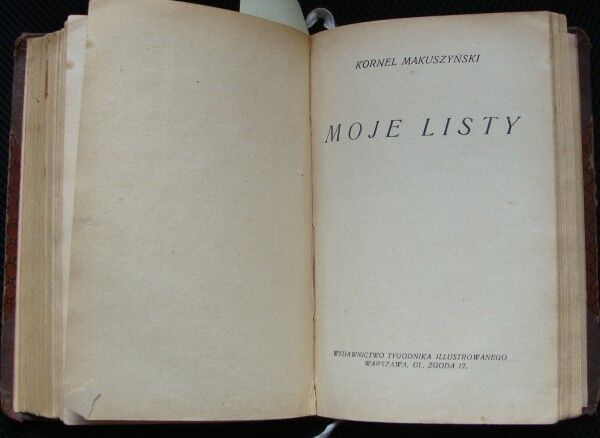 KORNEL MAKUSZYŃSKI
MOJE LISTY
WYDAWNICTWO TYGODNIKA ILLUSTROWANEGO
WARSZAWA, UL. ZGODA 12.